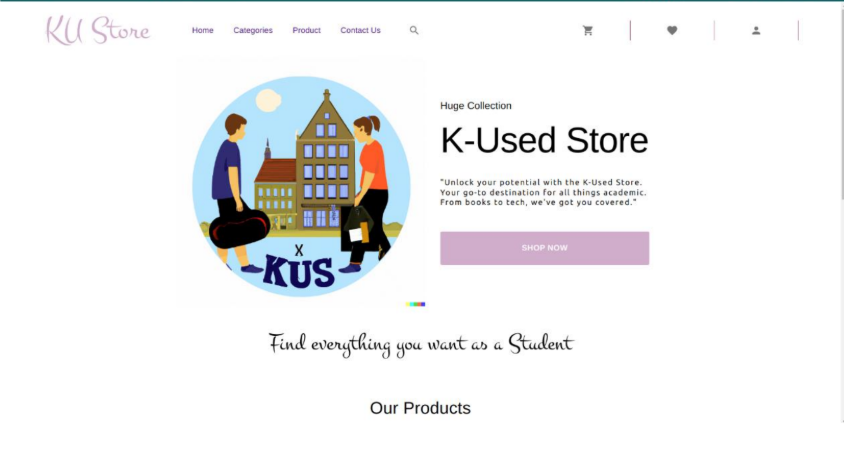 KU Store
Home Categories Product Contact Us
Huge Collection
K-Used Store
"Unlock your potential with the K-Used Store.
Your go-to destination for all things academic.
From books to tech, we've got you covered."
SHOP NOW
X
KUS
Find everything you want as a Student
Our Products